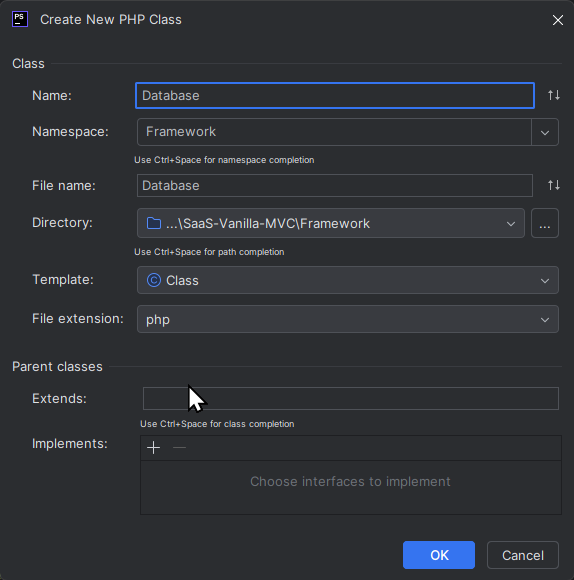 PS Create New PHP Class
Class
Name: Database
Namespace: Framework
Use Ctrl+Space for namespace completion
File name: Database
Directory: ...\SaaS-Vanilla-MVC\Framework ...
Use Ctrl+Space for path completion
Template: C Class
File extension: php
Parent classes
Extends:
Use Ctrl+Space for class completion
Implements:
Choose interfaces to implement
OK Cancel